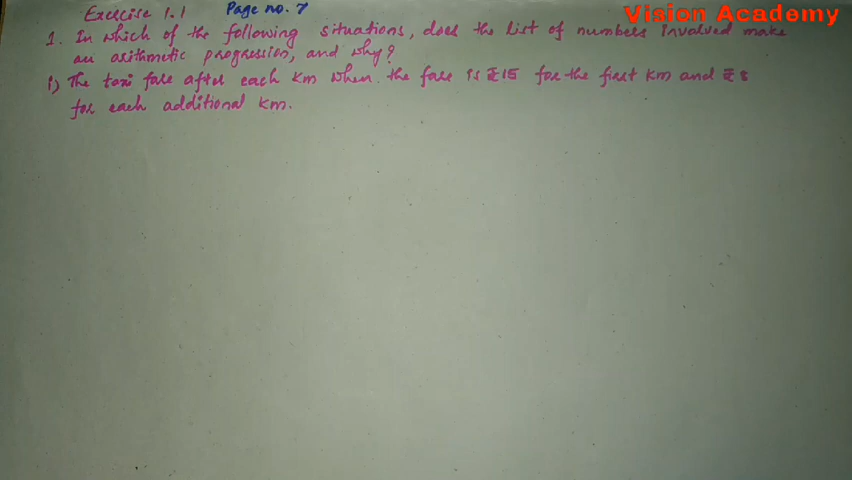 Exercise 1.1 Page no. 7
Vision Academy
1. In which of the following situations, does the list of numbers involved make
an arithmetic progression, and why?
i) The taxi fare after each km when the fare is ₹15 for the first km and ₹8
for each additional km.